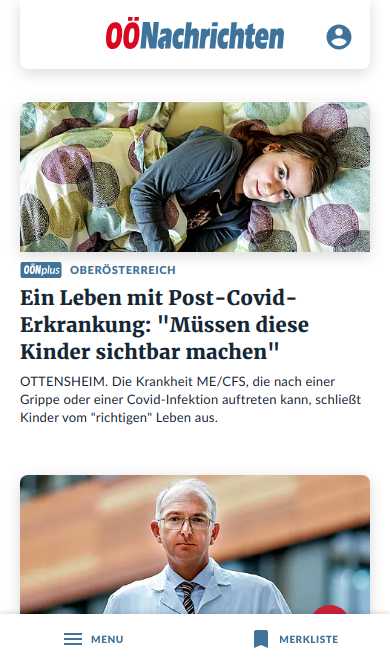 OÖNachrichten
OÖNplus OBERÖSTERREICH
Ein Leben mit Post-Covid-
Erkrankung: "Müssen diese
Kinder sichtbar machen"
OTTENSHEIM. Die Krankheit ME/CFS, die nach einer
Grippe oder einer Covid-Infektion auftreten kann, schließt
Kinder vom "richtigen" Leben aus.
MENU
MERKLISTE